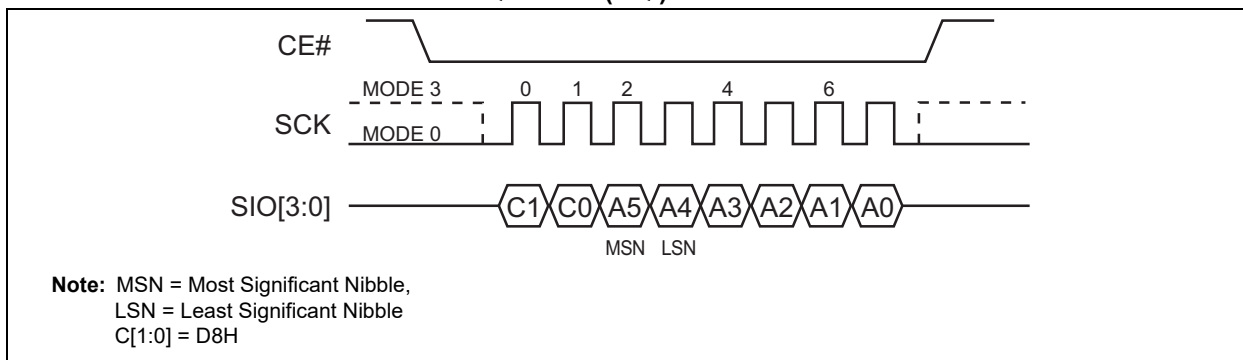 CE#
MODE 3 0 1 2 4 6
SCK
MODE 0
SIO[3:0] C1 C0 A5 A4 A3 A2 A1 A0
MSN LSN
Note: MSN = Most Significant Nibble,
LSN = Least Significant Nibble
C[1:0] = D8H